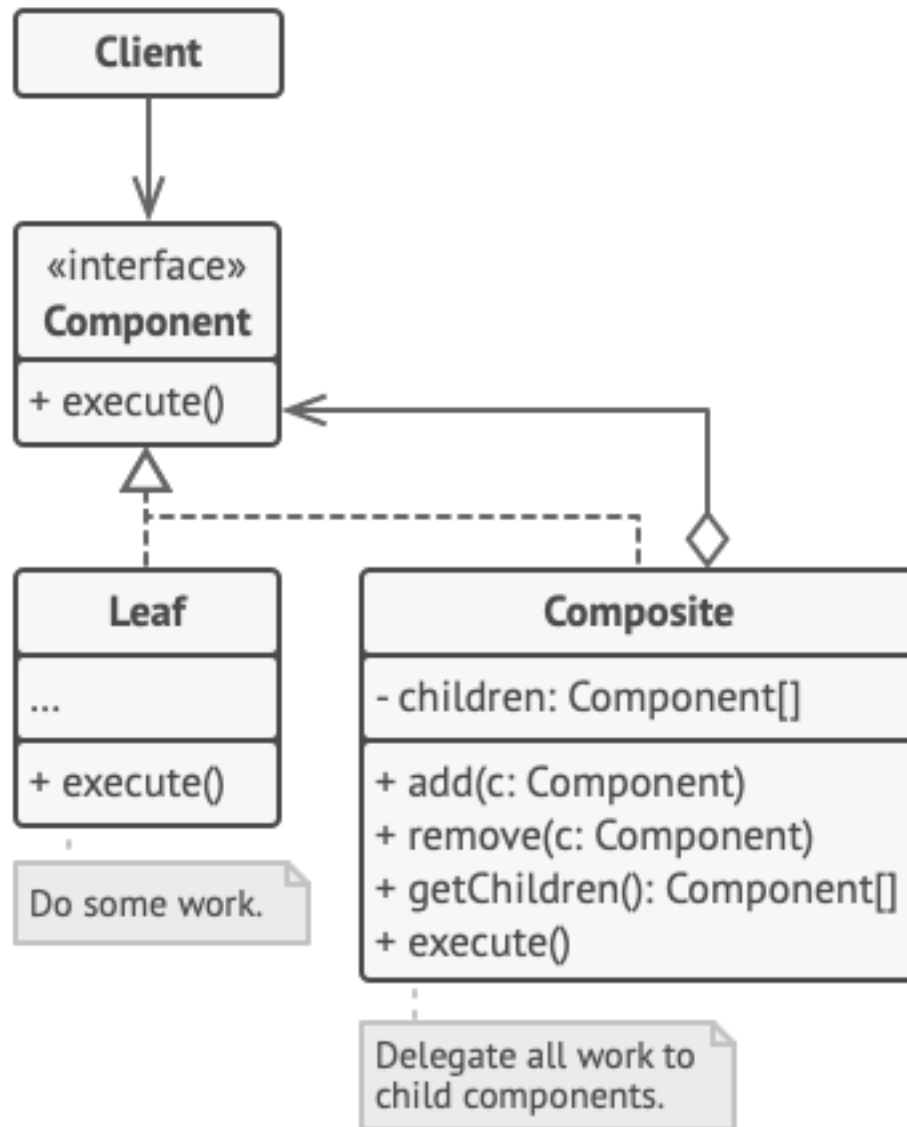 Client
«interface»
Component
+ execute()
Leaf
...
+ execute()
Do some work.
Composite
- children: Component[]
+ add(c: Component)
+ remove(c: Component)
+ getChildren(): Component[]
+ execute()
Delegate all work to
child components.